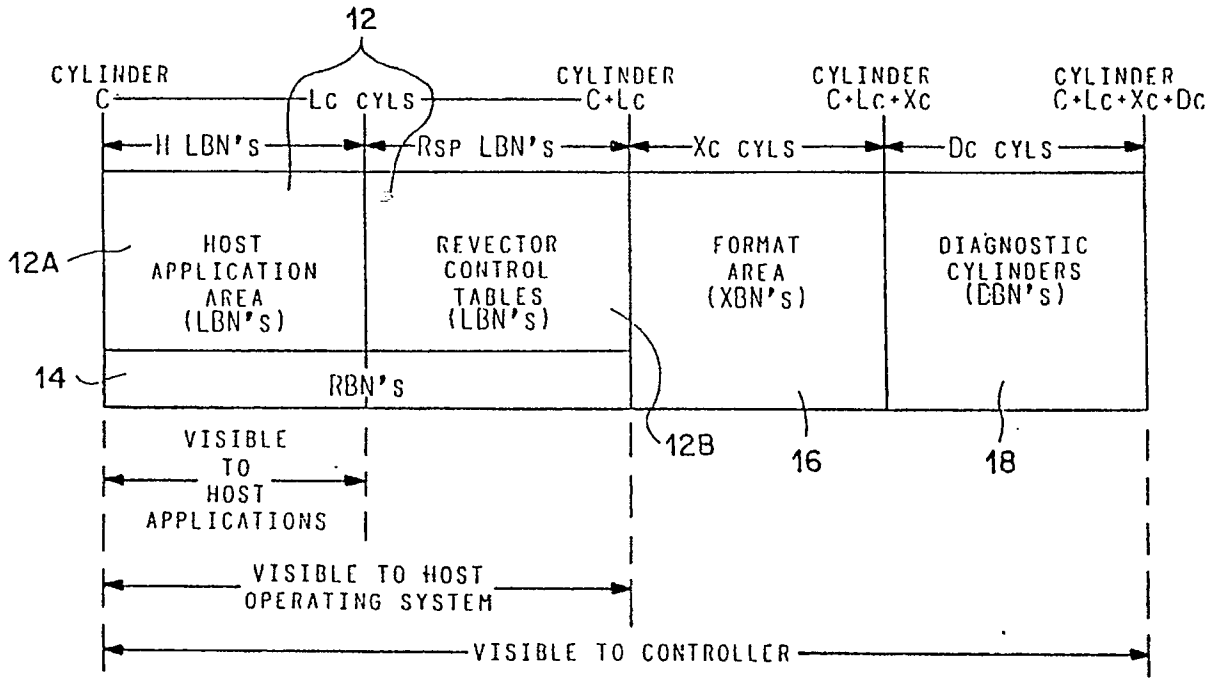 12
CYLINDER
C
Lc CYLS
CYLINDER
C+Lc
CYLINDER
C+Lc+Xc
CYLINDER
C+Lc+Xc+Dc
H LBN's
RSP LBN's
Xc CYLS
Dc CYLS
12A
HOST
APPLICATION
AREA
(LBN's)
REVECTOR
CONTROL
TABLES
(LBN's)
FORMAT
AREA
(XBN's)
DIAGNOSTIC
CYLINDERS
(DBN's)
14
RBN's
12B
16
18
VISIBLE
TO
HOST
APPLICATIONS
VISIBLE TO HOST
OPERATING SYSTEM
VISIBLE TO CONTROLLER